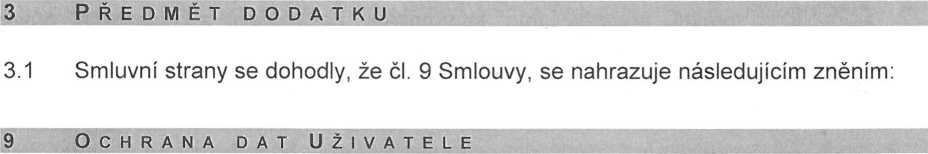 3 PŘEDMĚT DODATKU
3.1 Smluvní strany se dohodly, že čl. 9 Smlouvy, se nahrazuje následujícím zněním:
9 OCHRANA DAT UŽIVATELE